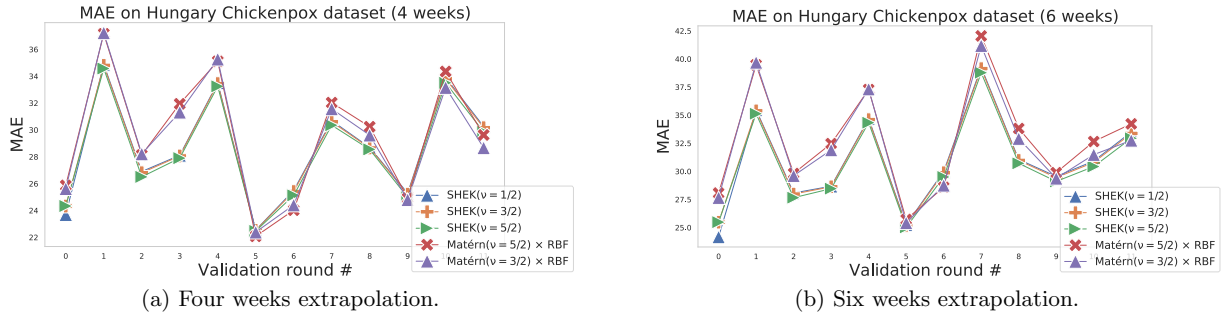 MAE on Hungary Chickenpox dataset (4 weeks)
MAE
36
34
32
30
28
26
24
22
0 1 2 3 4 5 6 7 8 9
Validation round #
SHEK(ν = 1/2)
SHEK(ν = 3/2)
SHEK(ν = 5/2)
Matérn(ν = 5/2) × RBF
Matérn(ν = 3/2) × RBF
(a) Four weeks extrapolation.
MAE on Hungary Chickenpox dataset (6 weeks)
MAE
42.5
40.0
37.5
35.0
32.5
30.0
27.5
25.0
0 1 2 3 4 5 6 7 8 9
Validation round #
SHEK(ν = 1/2)
SHEK(ν = 3/2)
SHEK(ν = 5/2)
Matérn(ν = 5/2) × RBF
Matérn(ν = 3/2) × RBF
(b) Six weeks extrapolation.